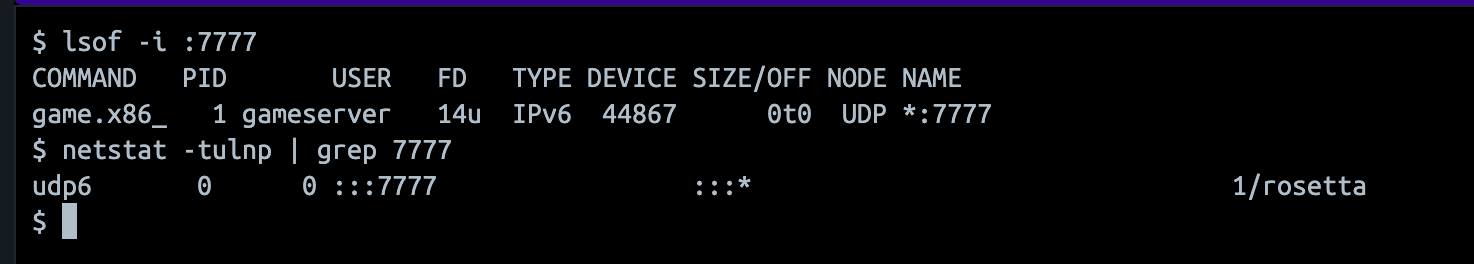 $ lsof -i :7777
COMMAND   PID       USER   FD   TYPE DEVICE SIZE/OFF NODE NAME
game.x86_   1 gameserver   14u  IPv6  44867      0t0  UDP *:7777
$ netstat -tulnp | grep 7777
udp6       0      0 :::7777                 :::*                                1/rosetta
$